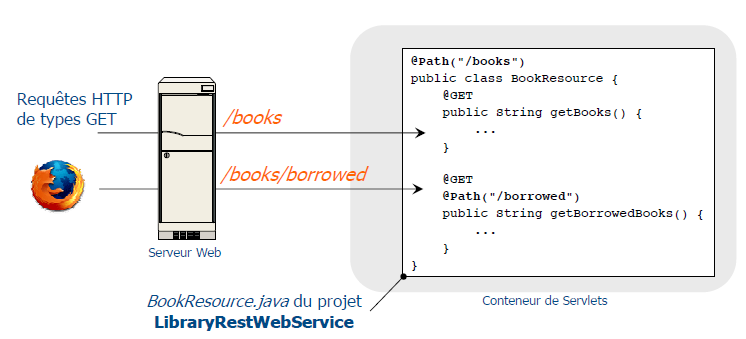 Requêtes HTTP
de types GET
/books
/books/borrowed
Serveur Web
@Path("/books")
public class BookResource {
@GET
public String getBooks() {
...
}
@GET
@Path("/borrowed")
public String getBorrowedBooks() {
...
}
}
BookResource.java du projet
LibraryRestWebService
Conteneur de Servlets